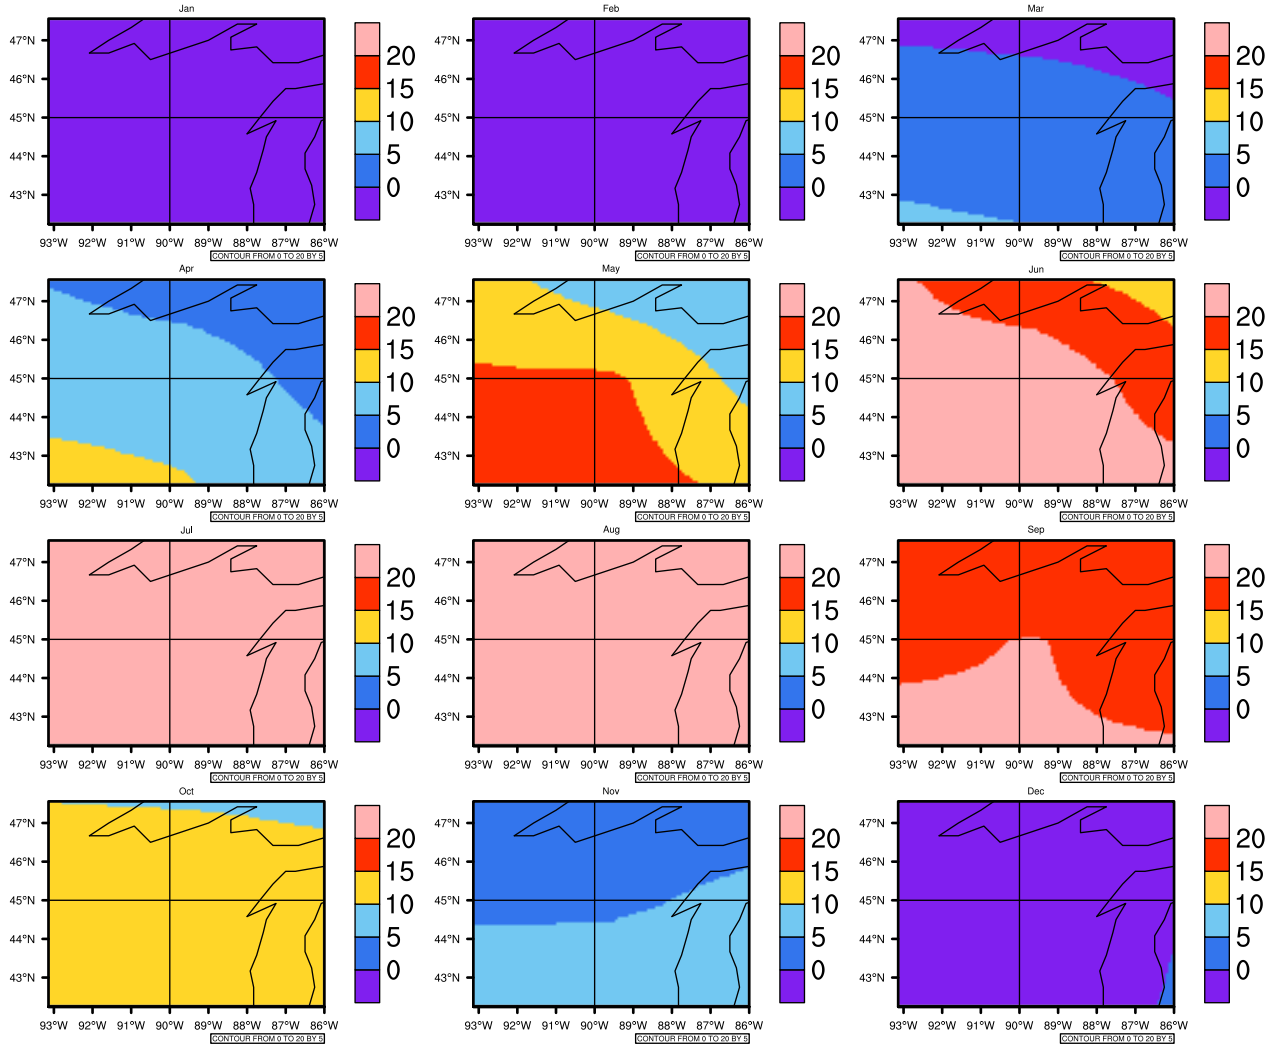 Jan Feb Mar
47°N 20 47°N 20 47°N 20
46°N 15 46°N 15 46°N 15
45°N 10 45°N 10 45°N 10
44°N 5 44°N 5 44°N 5
43°N 0 43°N 0 43°N 0
93°W 92°W 91°W 90°W 89°W 88°W 87°W 86°W 93°W 92°W 91°W 90°W 89°W 88°W 87°W 86°W 93°W 92°W 91°W 90°W 89°W 88°W 87°W 86°W
CONTOUR FROM 0 TO 20 BY 5 CONTOUR FROM 0 TO 20 BY 5 CONTOUR FROM 0 TO 20 BY 5
Apr May Jun
47°N 20 47°N 20 47°N 20
46°N 15 46°N 15 46°N 15
45°N 10 45°N 10 45°N 10
44°N 5 44°N 5 44°N 5
43°N 0 43°N 0 43°N 0
93°W 92°W 91°W 90°W 89°W 88°W 87°W 86°W 93°W 92°W 91°W 90°W 89°W 88°W 87°W 86°W 93°W 92°W 91°W 90°W 89°W 88°W 87°W 86°W
CONTOUR FROM 0 TO 20 BY 5 CONTOUR FROM 0 TO 20 BY 5 CONTOUR FROM 0 TO 20 BY 5
Jul Aug Sep
47°N 20 47°N 20 47°N 20
46°N 15 46°N 15 46°N 15
45°N 10 45°N 10 45°N 10
44°N 5 44°N 5 44°N 5
43°N 0 43°N 0 43°N 0
93°W 92°W 91°W 90°W 89°W 88°W 87°W 86°W 93°W 92°W 91°W 90°W 89°W 88°W 87°W 86°W 93°W 92°W 91°W 90°W 89°W 88°W 87°W 86°W
CONTOUR FROM 0 TO 20 BY 5 CONTOUR FROM 0 TO 20 BY 5 CONTOUR FROM 0 TO 20 BY 5
Oct Nov Dec
47°N 20 47°N 20 47°N 20
46°N 15 46°N 15 46°N 15
45°N 10 45°N 10 45°N 10
44°N 5 44°N 5 44°N 5
43°N 0 43°N 0 43°N 0
93°W 92°W 91°W 90°W 89°W 88°W 87°W 86°W 93°W 92°W 91°W 90°W 89°W 88°W 87°W 86°W 93°W 92°W 91°W 90°W 89°W 88°W 87°W 86°W
CONTOUR FROM 0 TO 20 BY 5 CONTOUR FROM 0 TO 20 BY 5 CONTOUR FROM 0 TO 20 BY 5